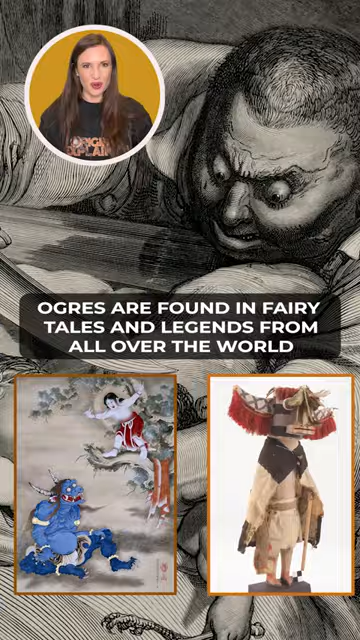 OGRES ARE FOUND IN FAIRY
TALES AND LEGENDS FROM
ALL OVER THE WORLD